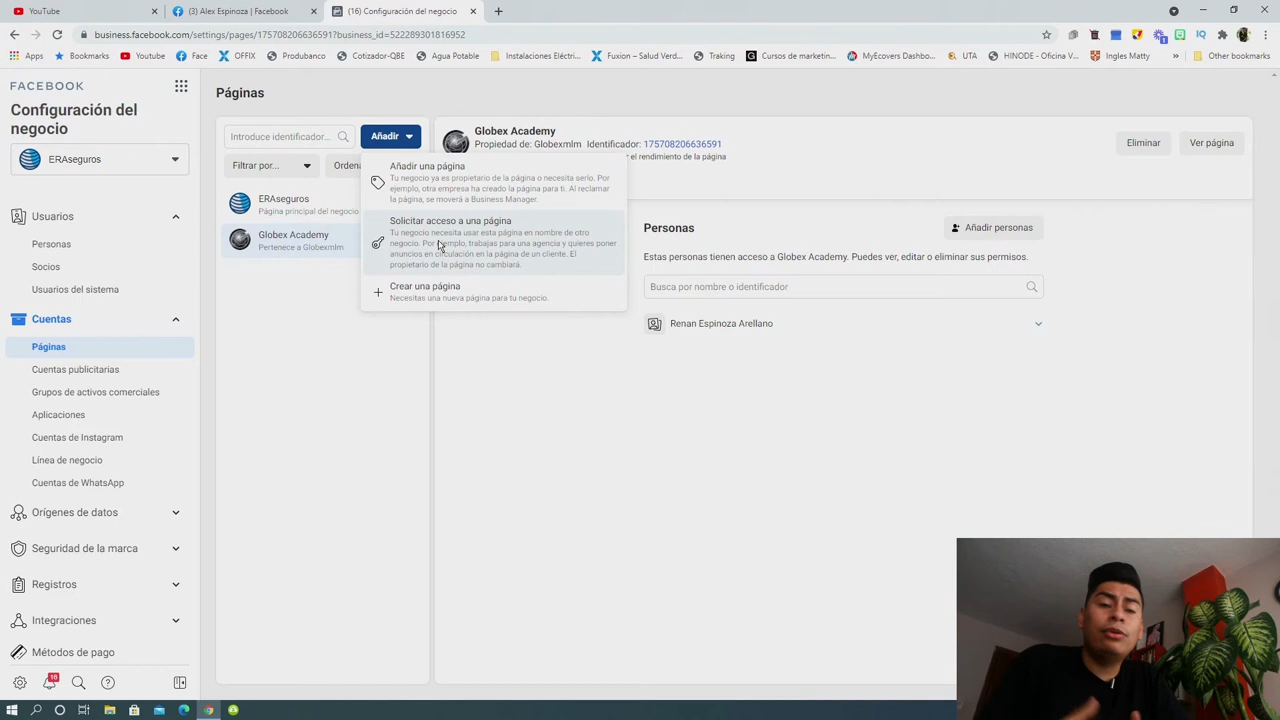 YouTube
Alex Espinoza | Facebook
(16) Configuración del negocio
business.facebook.com/settings/pages/175708206636591?business_id=522289301816952
Apps
Bookmarks
Youtube
Face
OFFIX
Produbanco
Cotizador-QBE
Agua Potable
Instalaciones Eléctri...
Fuxion – Salud Verd...
Traking
Cursos de marketin...
MyEcovers Dashbo...
UTA
HINODE - Oficina V...
Ingles Matty
Other bookmarks
FACEBOOK
Configuración del
negocio
ERAseguros
Usuarios
Personas
Socios
Usuarios del sistema
Cuentas
Páginas
Cuentas publicitarias
Grupos de activos comerciales
Aplicaciones
Cuentas de Instagram
Línea de negocio
Cuentas de WhatsApp
Orígenes de datos
Seguridad de la marca
Registros
Integraciones
Métodos de pago
16
Páginas
Introduce identificador...
Añadir
Filtrar por...
Ordena
ERAseguros
Página principal del negocio
Globex Academy
Pertenece a Globexmlm
Añadir una página
Tu negocio ya es propietario de la página o necesita serlo. Por
ejemplo, otra empresa ha creado la página para ti. Al reclamar
la página, se moverá a Business Manager.
Solicitar acceso a una página
Tu negocio necesita usar esta página en nombre de otro
negocio. Por ejemplo, trabajas para una agencia y quieres poner
anuncios en circulación en la página de un cliente. El
propietario de la página no cambiará.
Crear una página
Necesitas una nueva página para tu negocio.
Globex Academy
Propiedad de: Globexmlm Identificador: 175708206636591
r el rendimiento de la página
Eliminar
Ver página
Personas
Añadir personas
Estas personas tienen acceso a Globex Academy. Puedes ver, editar o eliminar sus permisos.
Busca por nombre o identificador
Renan Espinoza Arellano